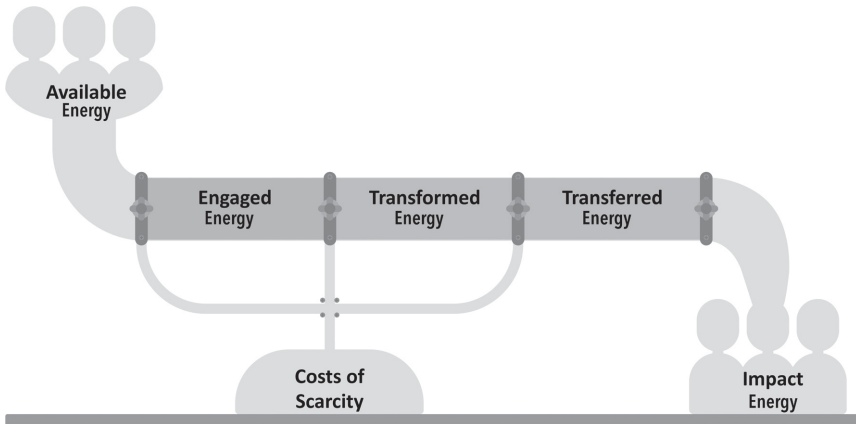 Available
Energy
Engaged
Energy
Transformed
Energy
Transferred
Energy
Costs of
Scarcity
Impact
Energy